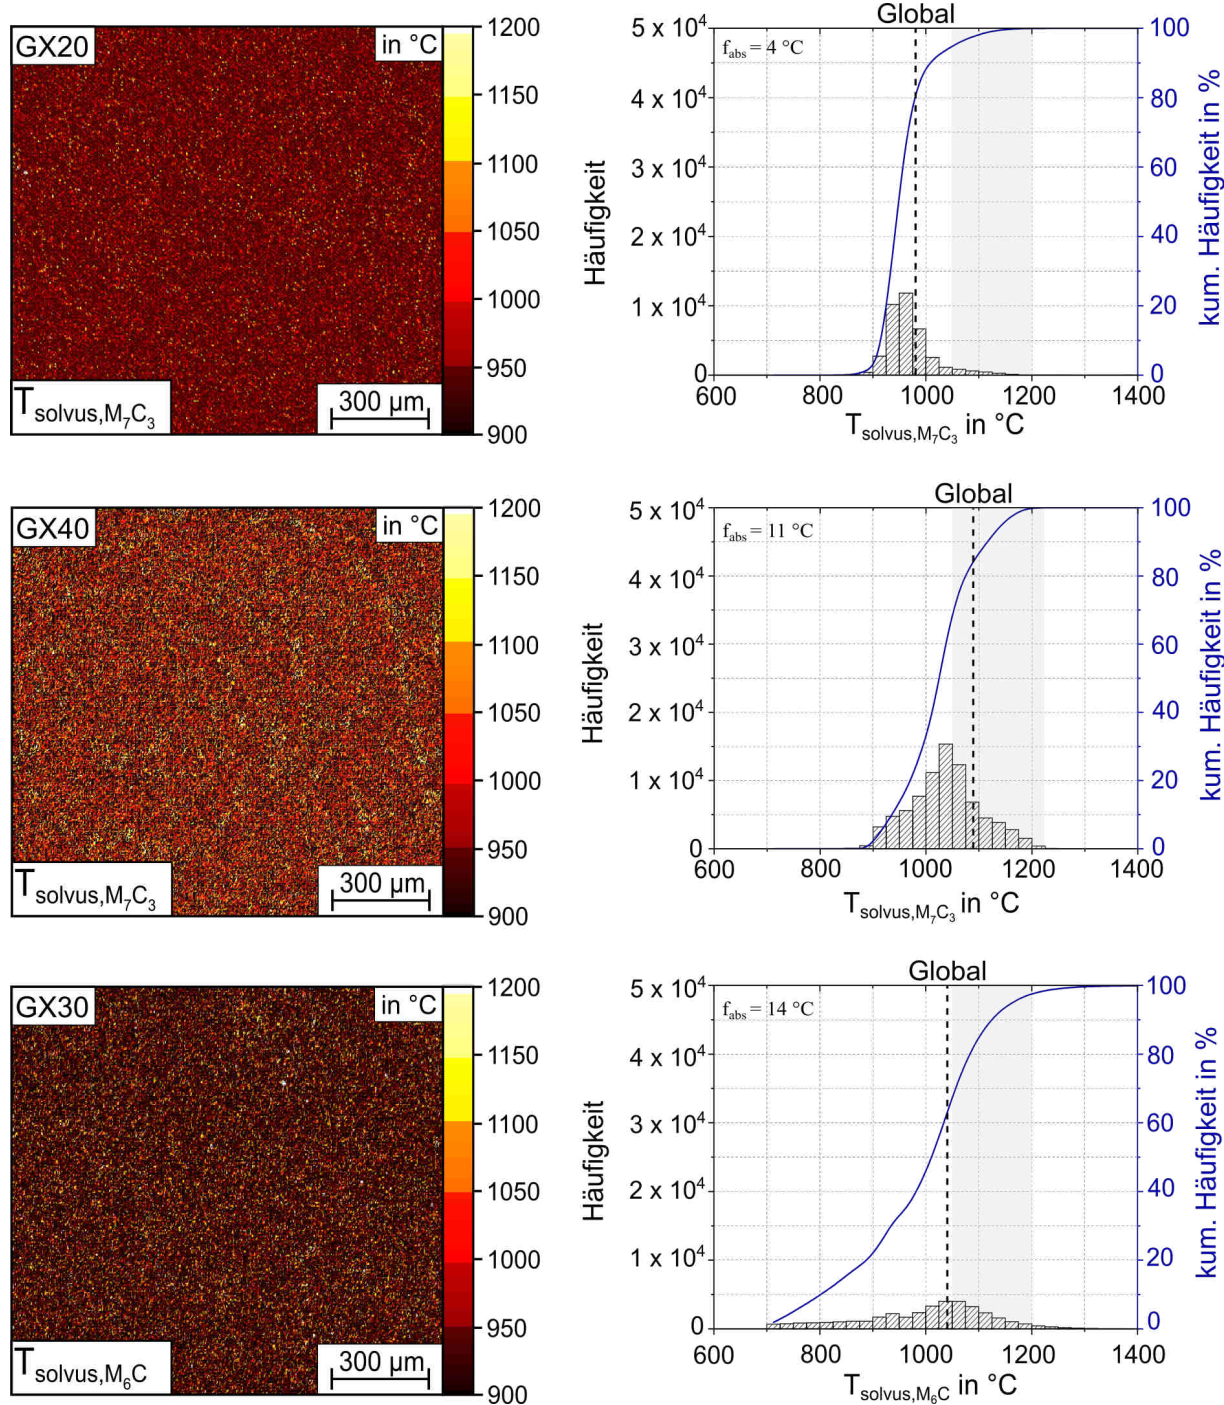 GX20
in °C
1200
1150
1100
1050
1000
950
900
T solvus,M7C3
300 µm
Global
f abs = 4 °C
5 x 10^4
4 x 10^4
3 x 10^4
2 x 10^4
1 x 10^4
0
Häufigkeit
100
80
60
40
20
0
kum. Häufigkeit in %
600 800 1000 1200 1400
T solvus,M7C3 in °C
GX40
in °C
1200
1150
1100
1050
1000
950
900
T solvus,M7C3
300 µm
Global
f abs = 11 °C
5 x 10^4
4 x 10^4
3 x 10^4
2 x 10^4
1 x 10^4
0
Häufigkeit
100
80
60
40
20
0
kum. Häufigkeit in %
600 800 1000 1200 1400
T solvus,M7C3 in °C
GX30
in °C
1200
1150
1100
1050
1000
950
900
T solvus,M6C
300 µm
Global
f abs = 14 °C
5 x 10^4
4 x 10^4
3 x 10^4
2 x 10^4
1 x 10^4
0
Häufigkeit
100
80
60
40
20
0
kum. Häufigkeit in %
600 800 1000 1200 1400
T solvus,M6C in °C